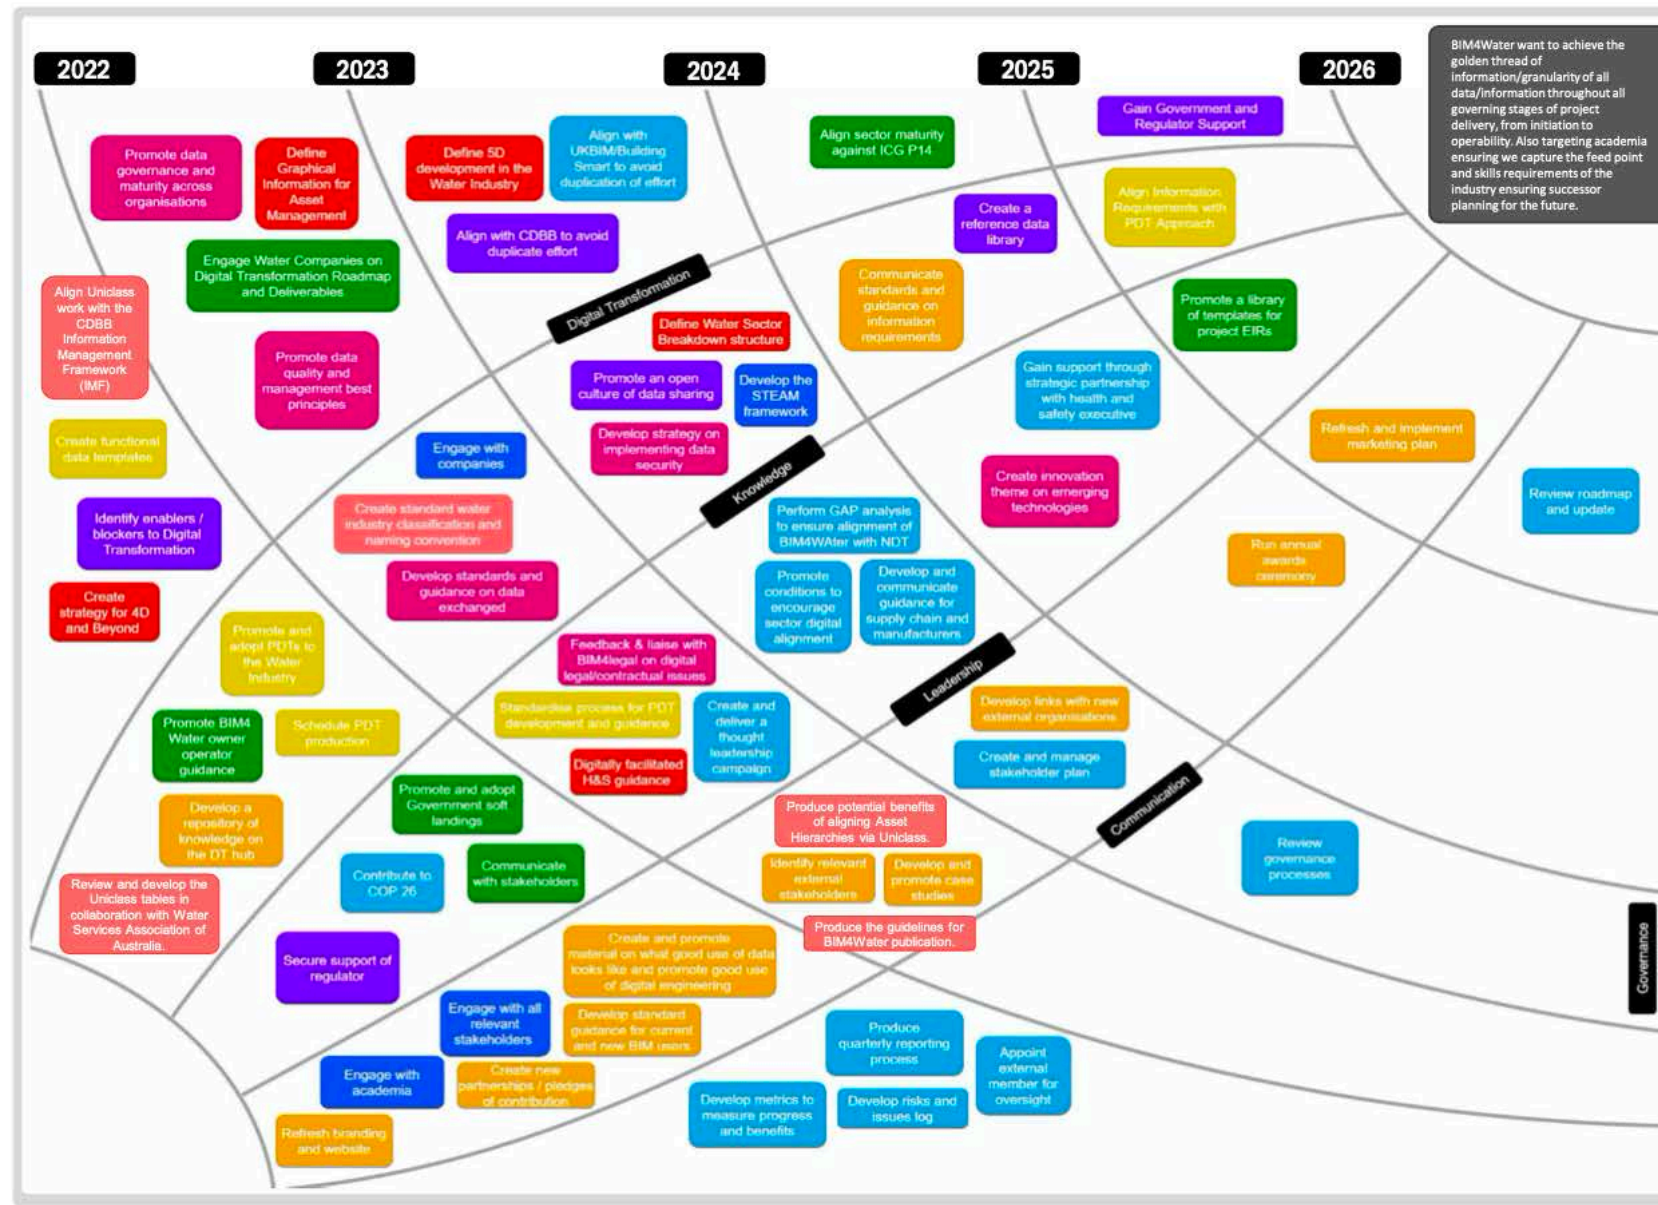 2022
2023
2024
2025
2026
BIM4Water want to achieve the
golden thread of
information/granularity of all
data/information throughout all
governing stages of project
delivery, from initiation to
operability. Also targeting academia
ensuring we capture the feed point
and skills requirements of the
industry ensuring successor
planning for the future.
Promote data
governance and
maturity across
organisations
Define
Graphical
Information for
Asset
Management
Define 5D
development in the
Water Industry
Align with
UKBIM/Building
Smart to avoid
duplication of effort
Align sector maturity
against ICG P14
Gain Government and
Regulator Support
Align with CDBB to avoid
duplicate effort
Create a
reference data
library
Align Information
Requirements with
PDT Approach
Engage Water Companies on
Digital Transformation Roadmap
and Deliverables
Align Uniclass
work with the
CDBB
Information
Management
Framework
(IMF)
Digital Transformation
Communicate
standards and
guidance on
information
requirements
Promote a library
of templates for
project EIRs
Promote data
quality and
management best
principles
Define Water Sector
Breakdown structure
Promote an open
culture of data sharing
Develop the
STEAM
framework
Gain support through
strategic partnership
with health and
safety executive
Create functional
data templates
Engage with
companies
Develop strategy on
implementing data
security
Knowledge
Refresh and implement
marketing plan
Create innovation
theme on emerging
technologies
Review roadmap
and update
Identify enablers /
blockers to Digital
Transformation
Create standard water
industry classification and
naming convention
Perform GAP analysis
to ensure alignment of
BIM4WAter with NDT
Run annual
awards
ceremony
Create
strategy for 4D
and Beyond
Develop standards and
guidance on data
exchanged
Promote
conditions to
encourage
sector digital
alignment
Develop and
communicate
guidance for
supply chain and
manufacturers
Promote and
adopt PDTs to
the Water
Industry
Feedback & liaise with
BIM4legal on digital
legal/contractual issues
Leadership
Promote BIM4
Water owner
operator
guidance
Schedule PDT
production
Standardise process for PDT
development and guidance
Create and
deliver a
thought
leadership
campaign
Develop links with new
external organisations
Digitally facilitated
H&S guidance
Create and manage
stakeholder plan
Develop a
repository of
knowledge on
the DT hub
Promote and adopt
Government soft
landings
Produce potential benefits
of aligning Asset
Hierarchies via Uniclass.
Communication
Contribute to
COP 26
Communicate
with stakeholders
Identify relevant
external
stakeholders
Develop and
promote case
studies
Review
governance
processes
Review and develop the
Uniclass tables in
collaboration with Water
Services Association of
Australia.
Produce the guidelines for
BIM4Water publication.
Governance
Secure support of
regulator
Create and promote
material on what good use of data
looks like and promote good use
of digital engineering
Engage with all
relevant
stakeholders
Develop standard
guidance for current
and new BIM users
Produce
quarterly reporting
process
Appoint
external
member for
oversight
Engage with
academia
Create new
partnerships / pledges
of contribution
Develop metrics to
measure progress
and benefits
Develop risks and
issues log
Refresh branding
and website